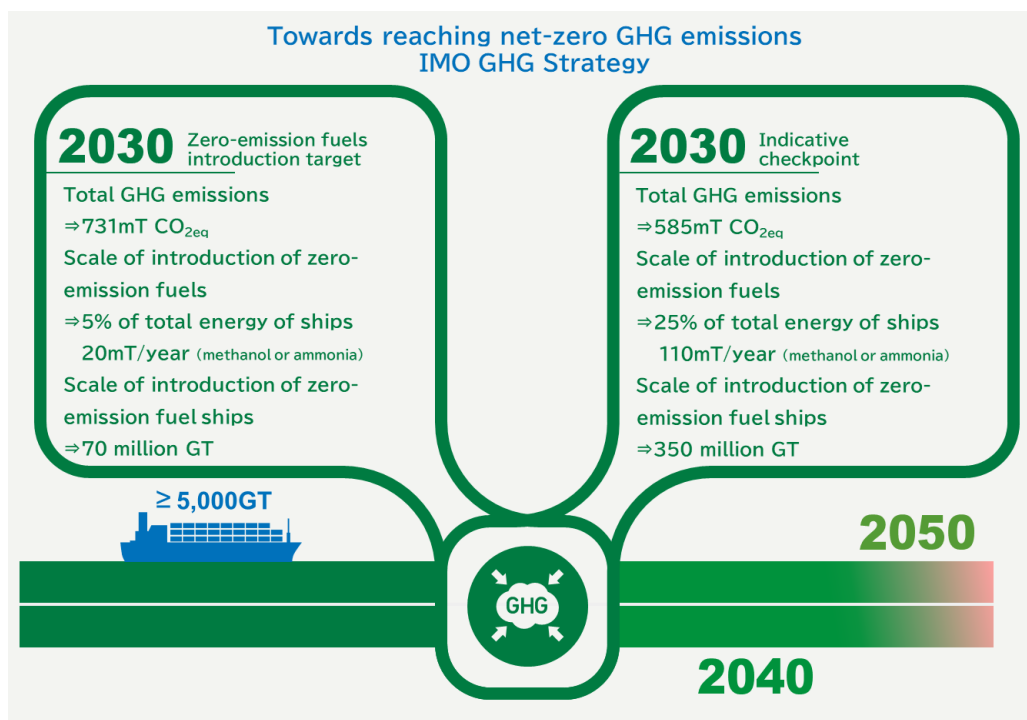 Towards reaching net-zero GHG emissions
IMO GHG Strategy
2030 Zero-emission fuels
introduction target
Total GHG emissions
⇒731mT CO2eq
Scale of introduction of zero-
emission fuels
⇒5% of total energy of ships
20mT/year (methanol or ammonia)
Scale of introduction of zero-
emission fuel ships
⇒70 million GT
2030 Indicative
checkpoint
Total GHG emissions
⇒585mT CO2eq
Scale of introduction of zero-
emission fuels
⇒25% of total energy of ships
110mT/year (methanol or ammonia)
Scale of introduction of zero-
emission fuel ships
⇒350 million GT
≥ 5,000GT
GHG
2050
2040